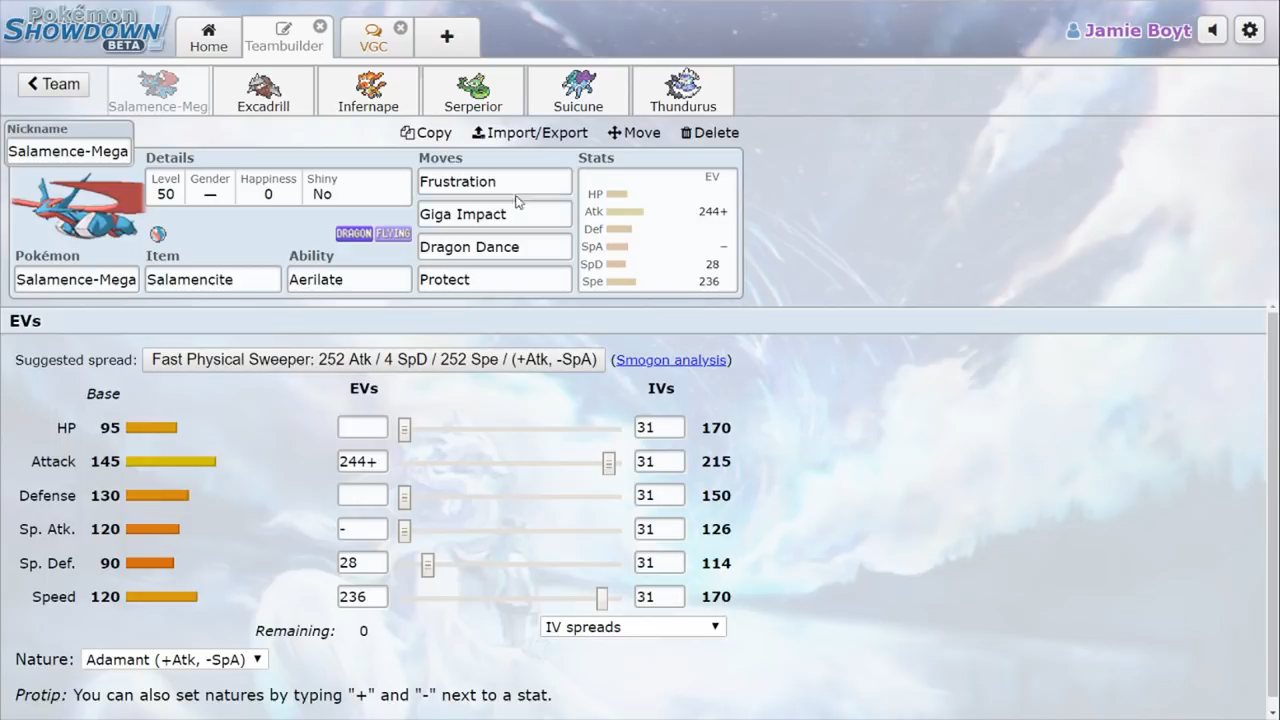 Pokémon
SHOWDOWN!
BETA
Home
Teambuilder
VGC
Jamie Boyt
Team
Salamence-Meg
Excadrill
Infernape
Serperior
Suicune
Thundurus
Copy
Import/Export
Move
Delete
Nickname
Salamence-Mega
Details
Level Gender Happiness Shiny
50 — 0 No
DRAGON FLYING
Pokémon Item Ability
Salamence-Mega Salamencite Aerilate
Moves
Frustration
Giga Impact
Dragon Dance
Protect
Stats
EV
HP
Atk 244+
Def
SpA –
SpD 28
Spe 236
EVs
Suggested spread: Fast Physical Sweeper: 252 Atk / 4 SpD / 252 Spe / (+Atk, -SpA) (Smogon analysis)
Base EVs IVs
HP 95 31 170
Attack 145 244+ 31 215
Defense 130 31 150
Sp. Atk. 120 - 31 126
Sp. Def. 90 28 31 114
Speed 120 236 31 170
Remaining: 0 IV spreads
Nature: Adamant (+Atk, -SpA)
Protip: You can also set natures by typing "+" and "-" next to a stat.